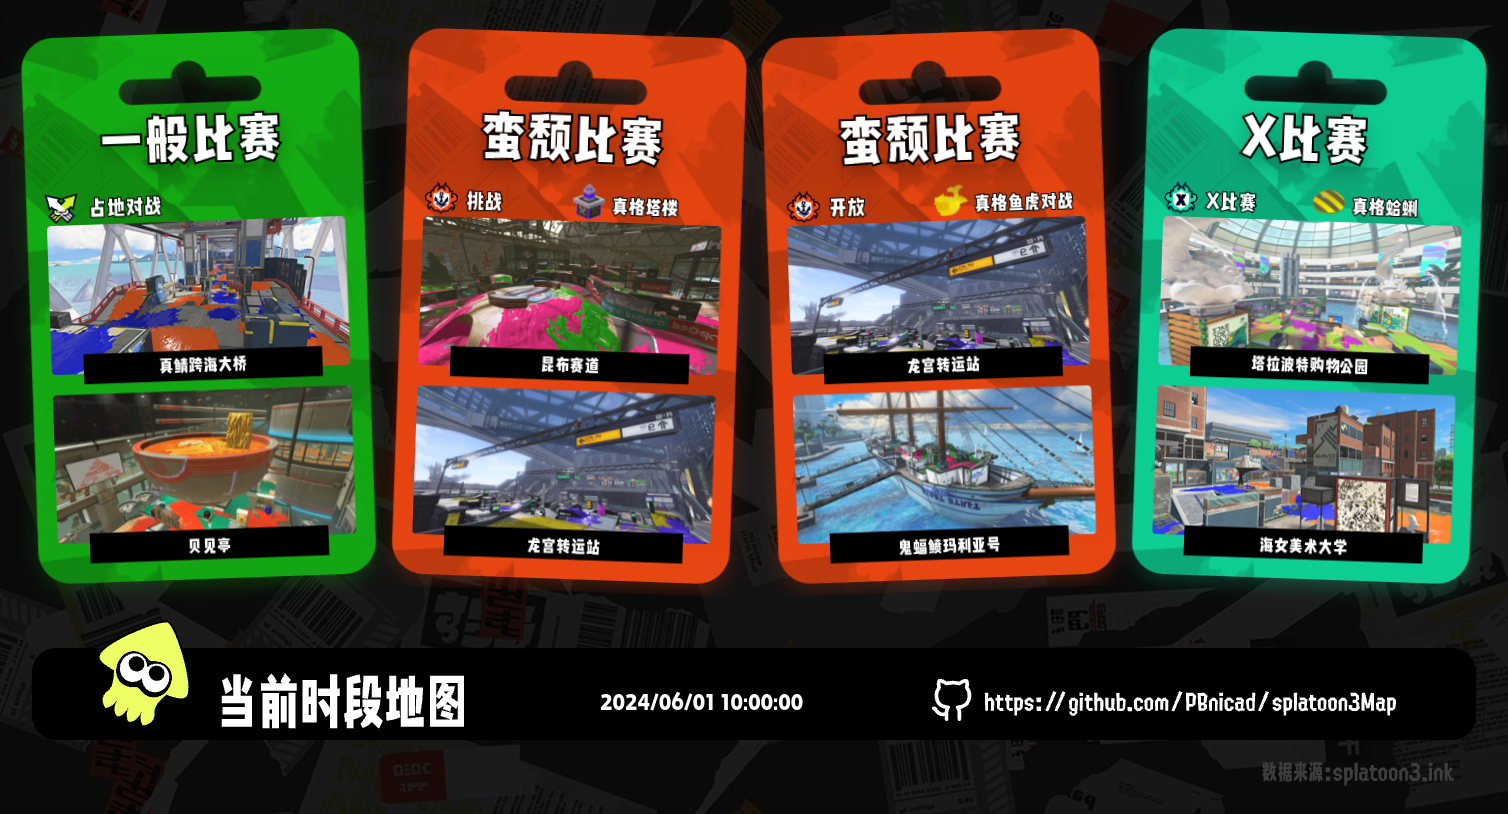 一般比赛
占地对战
真鲷跨海大桥
贝贝亭
蛮颓比赛
挑战
真格塔楼
昆布赛道
龙宫转运站
蛮颓比赛
开放
真格鱼虎对战
龙宫转运站
鬼蝠鲼玛利亚号
X比赛
X比赛
真格蛤蜊
塔拉波特购物公园
海女美术大学
当前时段地图
2024/06/01 10:00:00
https://github.com/PBnicad/splatoon3Map
数据来源:splatoon3.ink